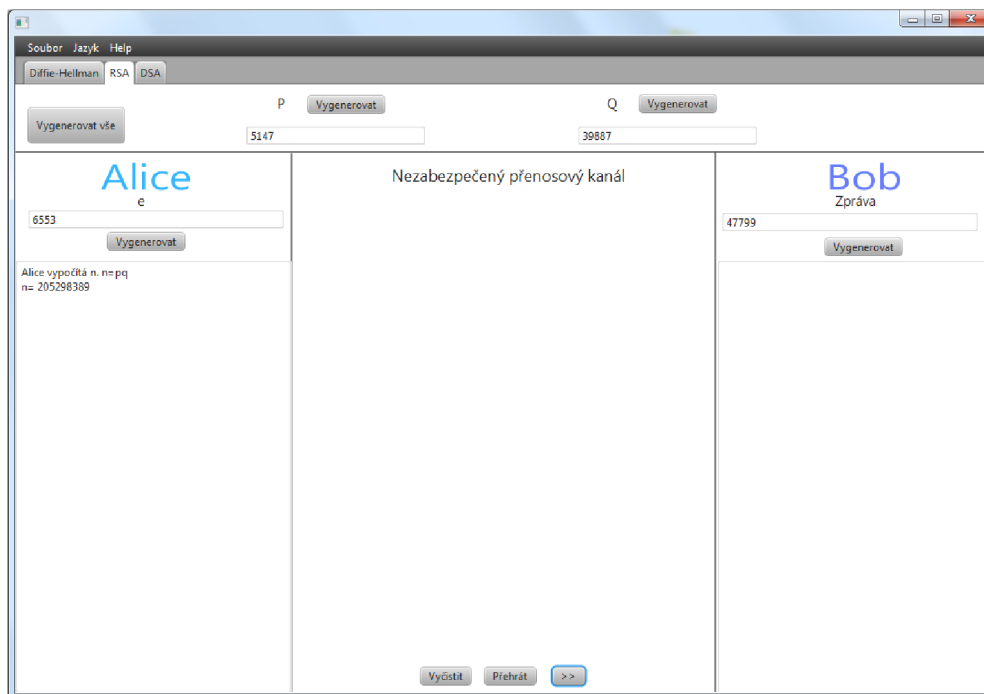 Soubor Jazyk Help
Diffie-Hellman RSA DSA
Vygenerovat vše
P Vygenerovat
5147
Q Vygenerovat
39887
Alice
e
6553
Vygenerovat
Alice vypočítá n. n=pq
n= 205298389
Nezabezpečený přenosový kanál
Bob
Zpráva
47799
Vygenerovat
Vyčistit Přehrát >>